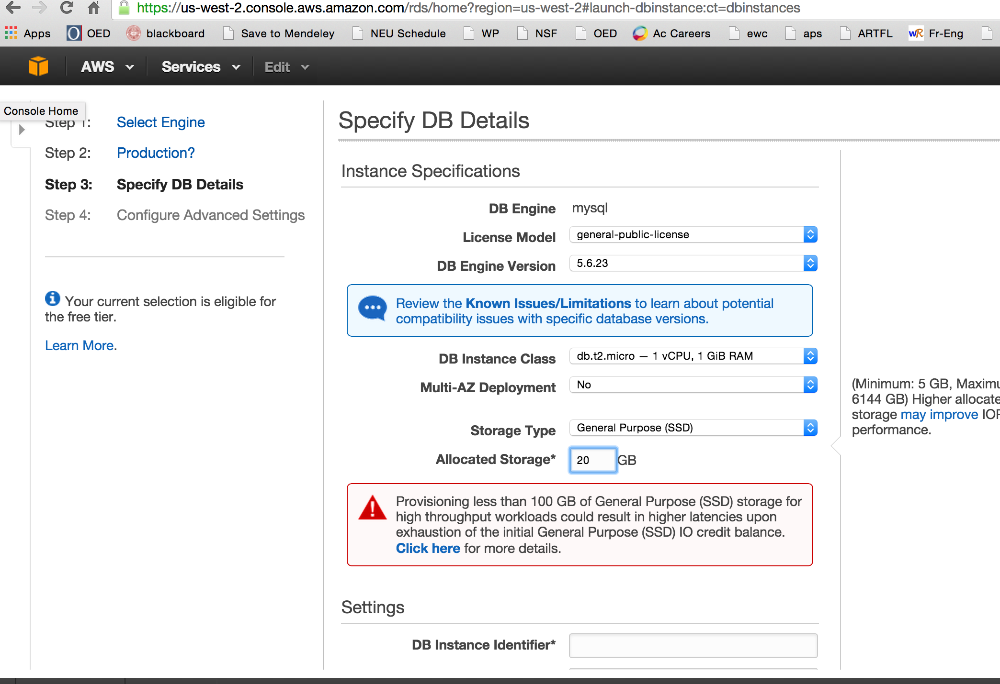 https://us-west-2.console.aws.amazon.com/rds/home?region=us-west-2#launch-dbinstance:ct=dbinstances
Apps OED blackboard Save to Mendeley NEU Schedule WP NSF OED Ac Careers ewc aps ARTFL WR Fr-Eng
AWS Services Edit
Console Home
Step 1: Select Engine
Step 2: Production?
Step 3: Specify DB Details
Step 4: Configure Advanced Settings
Your current selection is eligible for
the free tier.
Learn More.
Specify DB Details
Instance Specifications
DB Engine mysql
License Model general-public-license
DB Engine Version 5.6.23
Review the Known Issues/Limitations to learn about potential
compatibility issues with specific database versions.
DB Instance Class db.t2.micro — 1 vCPU, 1 GiB RAM
Multi-AZ Deployment No
Storage Type General Purpose (SSD)
Allocated Storage* 20 GB
Provisioning less than 100 GB of General Purpose (SSD) storage for
high throughput workloads could result in higher latencies upon
exhaustion of the initial General Purpose (SSD) IO credit balance.
Click here for more details.
(Minimum: 5 GB, Maximu
6144 GB) Higher allocate
storage may improve IOP
performance.
Settings
DB Instance Identifier*